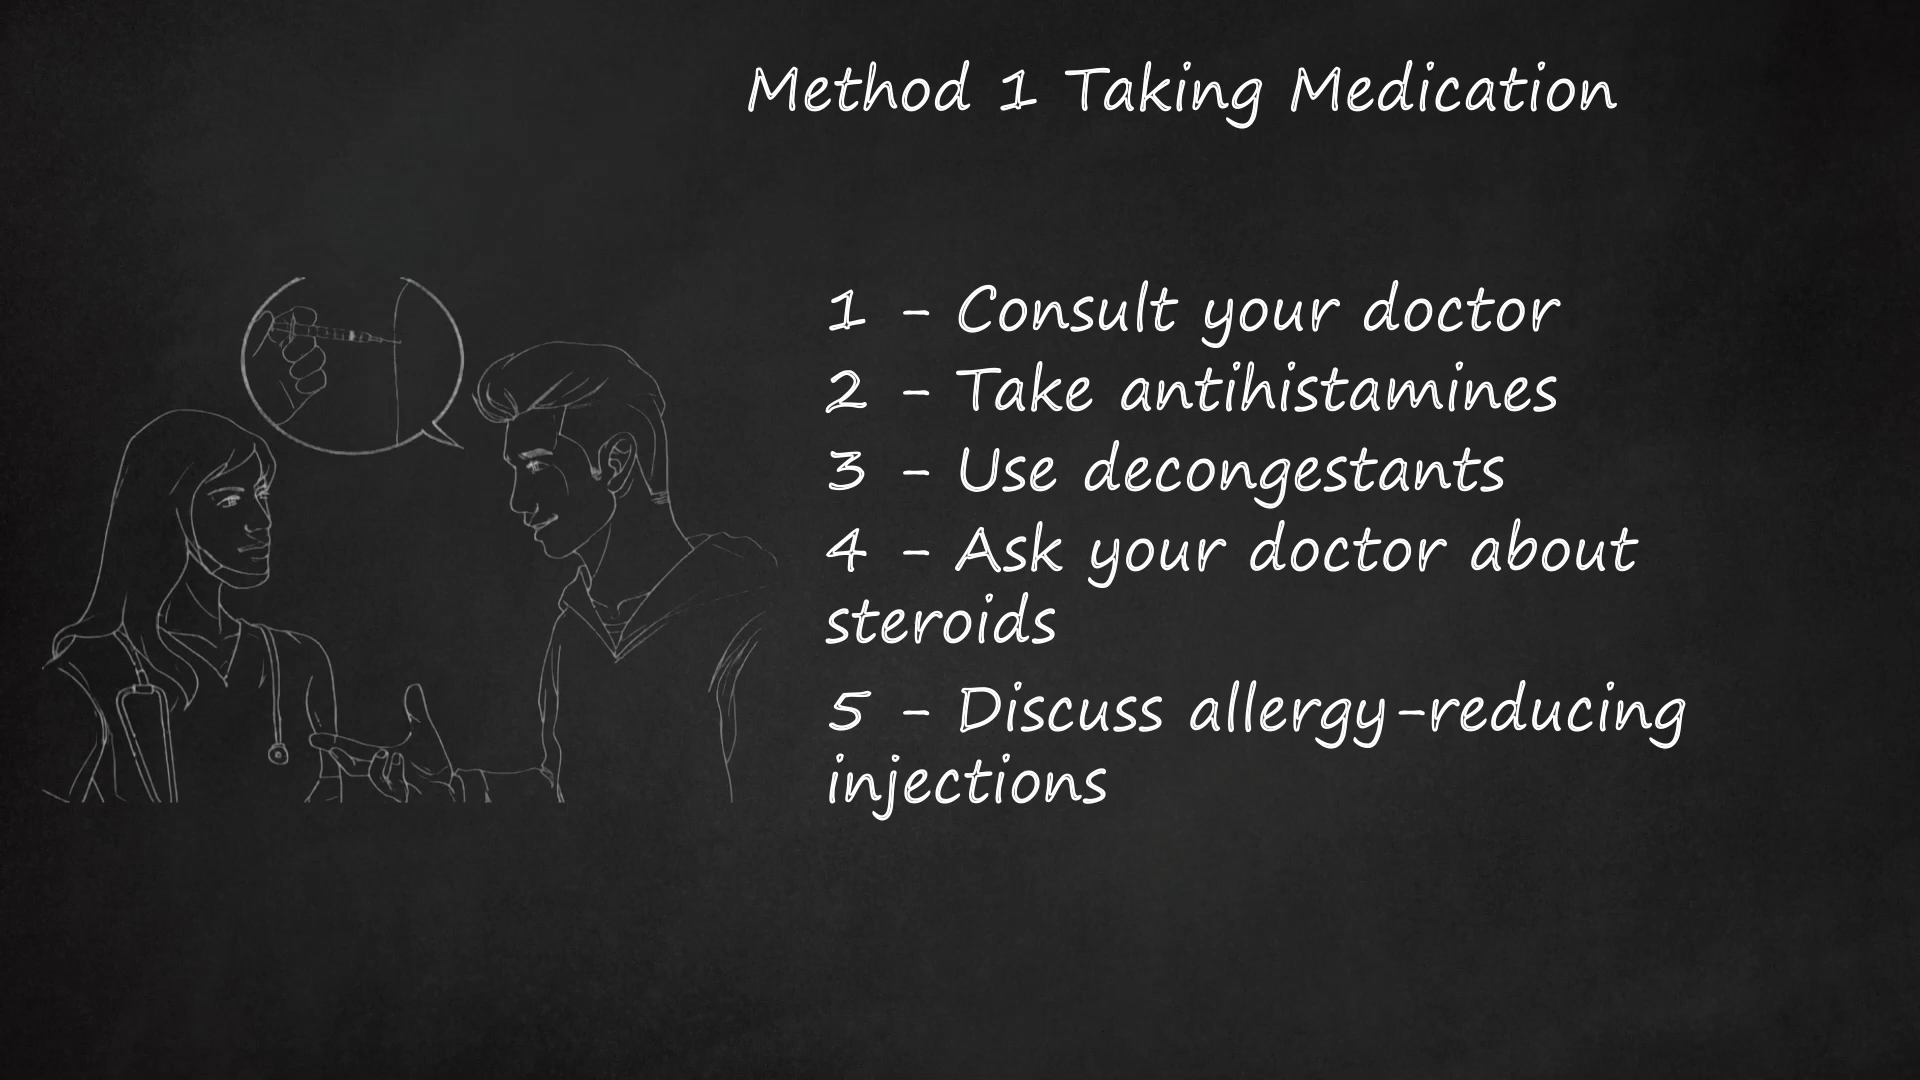 Method 1 Taking Medication
1 - Consult your doctor
2 - Take antihistamines
3 - Use decongestants
4 - Ask your doctor about
steroids
5 - Discuss allergy-reducing
injections